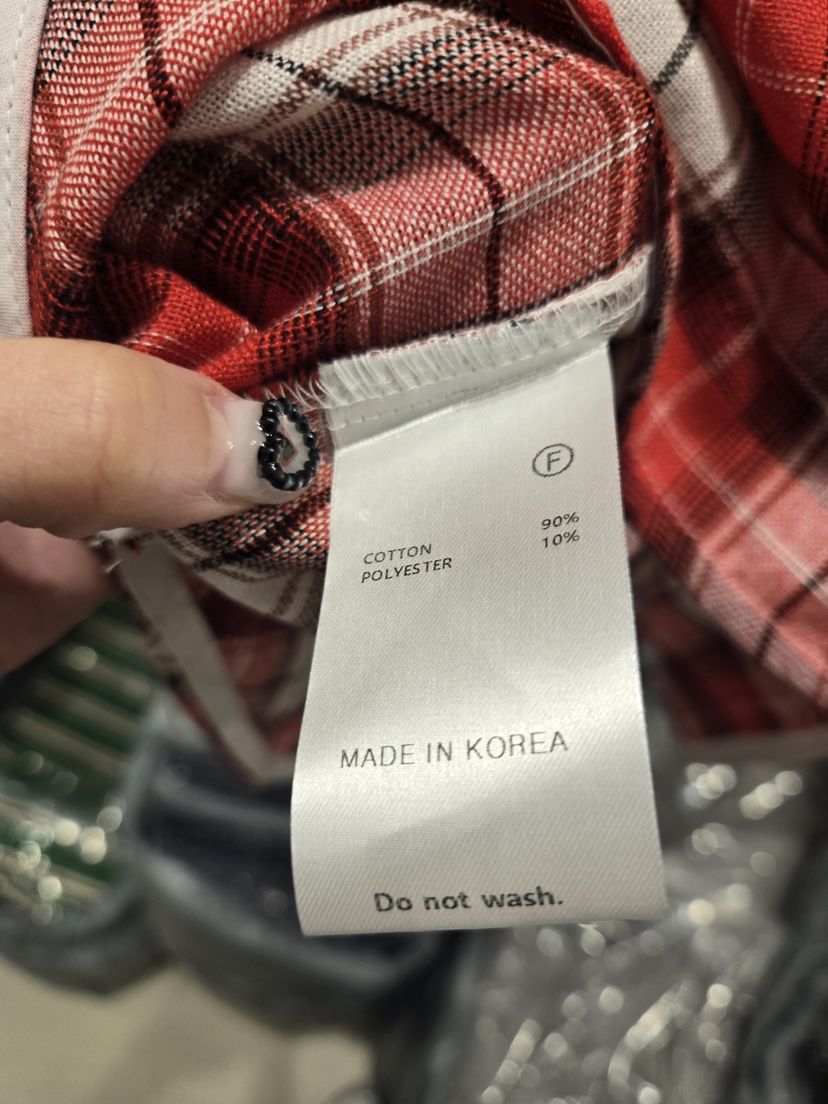 F
COTTON 90%
POLYESTER 10%
MADE IN KOREA
Do not wash.